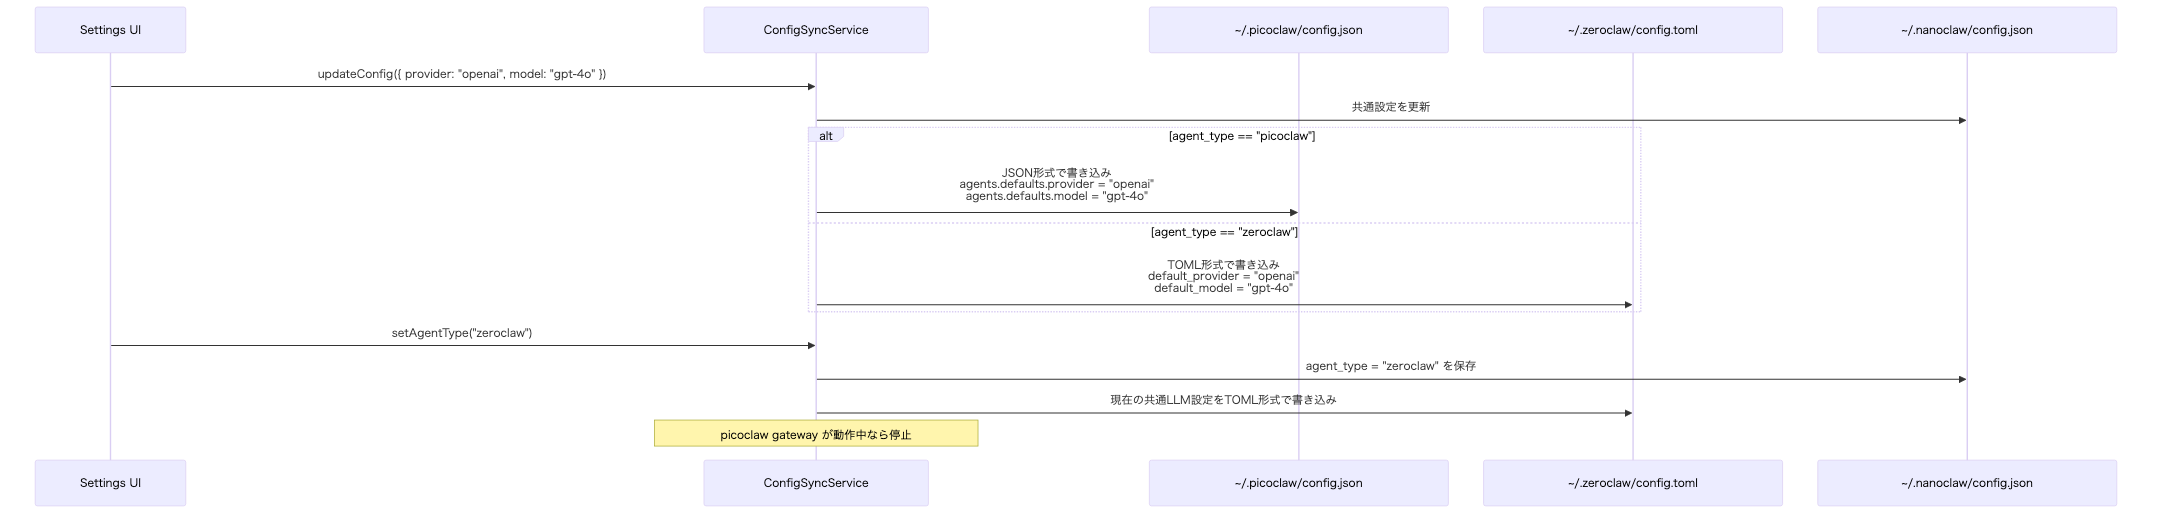 Settings UI
ConfigSyncService
~/.picoclaw/config.json
~/.zeroclaw/config.toml
~/.nanoclaw/config.json
updateConfig({ provider: "openai", model: "gpt-4o" })
共通設定を更新
alt
[agent_type == "picoclaw"]
JSON形式で書き込み
agents.defaults.provider = "openai"
agents.defaults.model = "gpt-4o"
[agent_type == "zeroclaw"]
TOML形式で書き込み
default_provider = "openai"
default_model = "gpt-4o"
setAgentType("zeroclaw")
agent_type = "zeroclaw" を保存
現在の共通LLM設定をTOML形式で書き込み
picoclaw gateway が動作中なら停止
Settings UI
ConfigSyncService
~/.picoclaw/config.json
~/.zeroclaw/config.toml
~/.nanoclaw/config.json